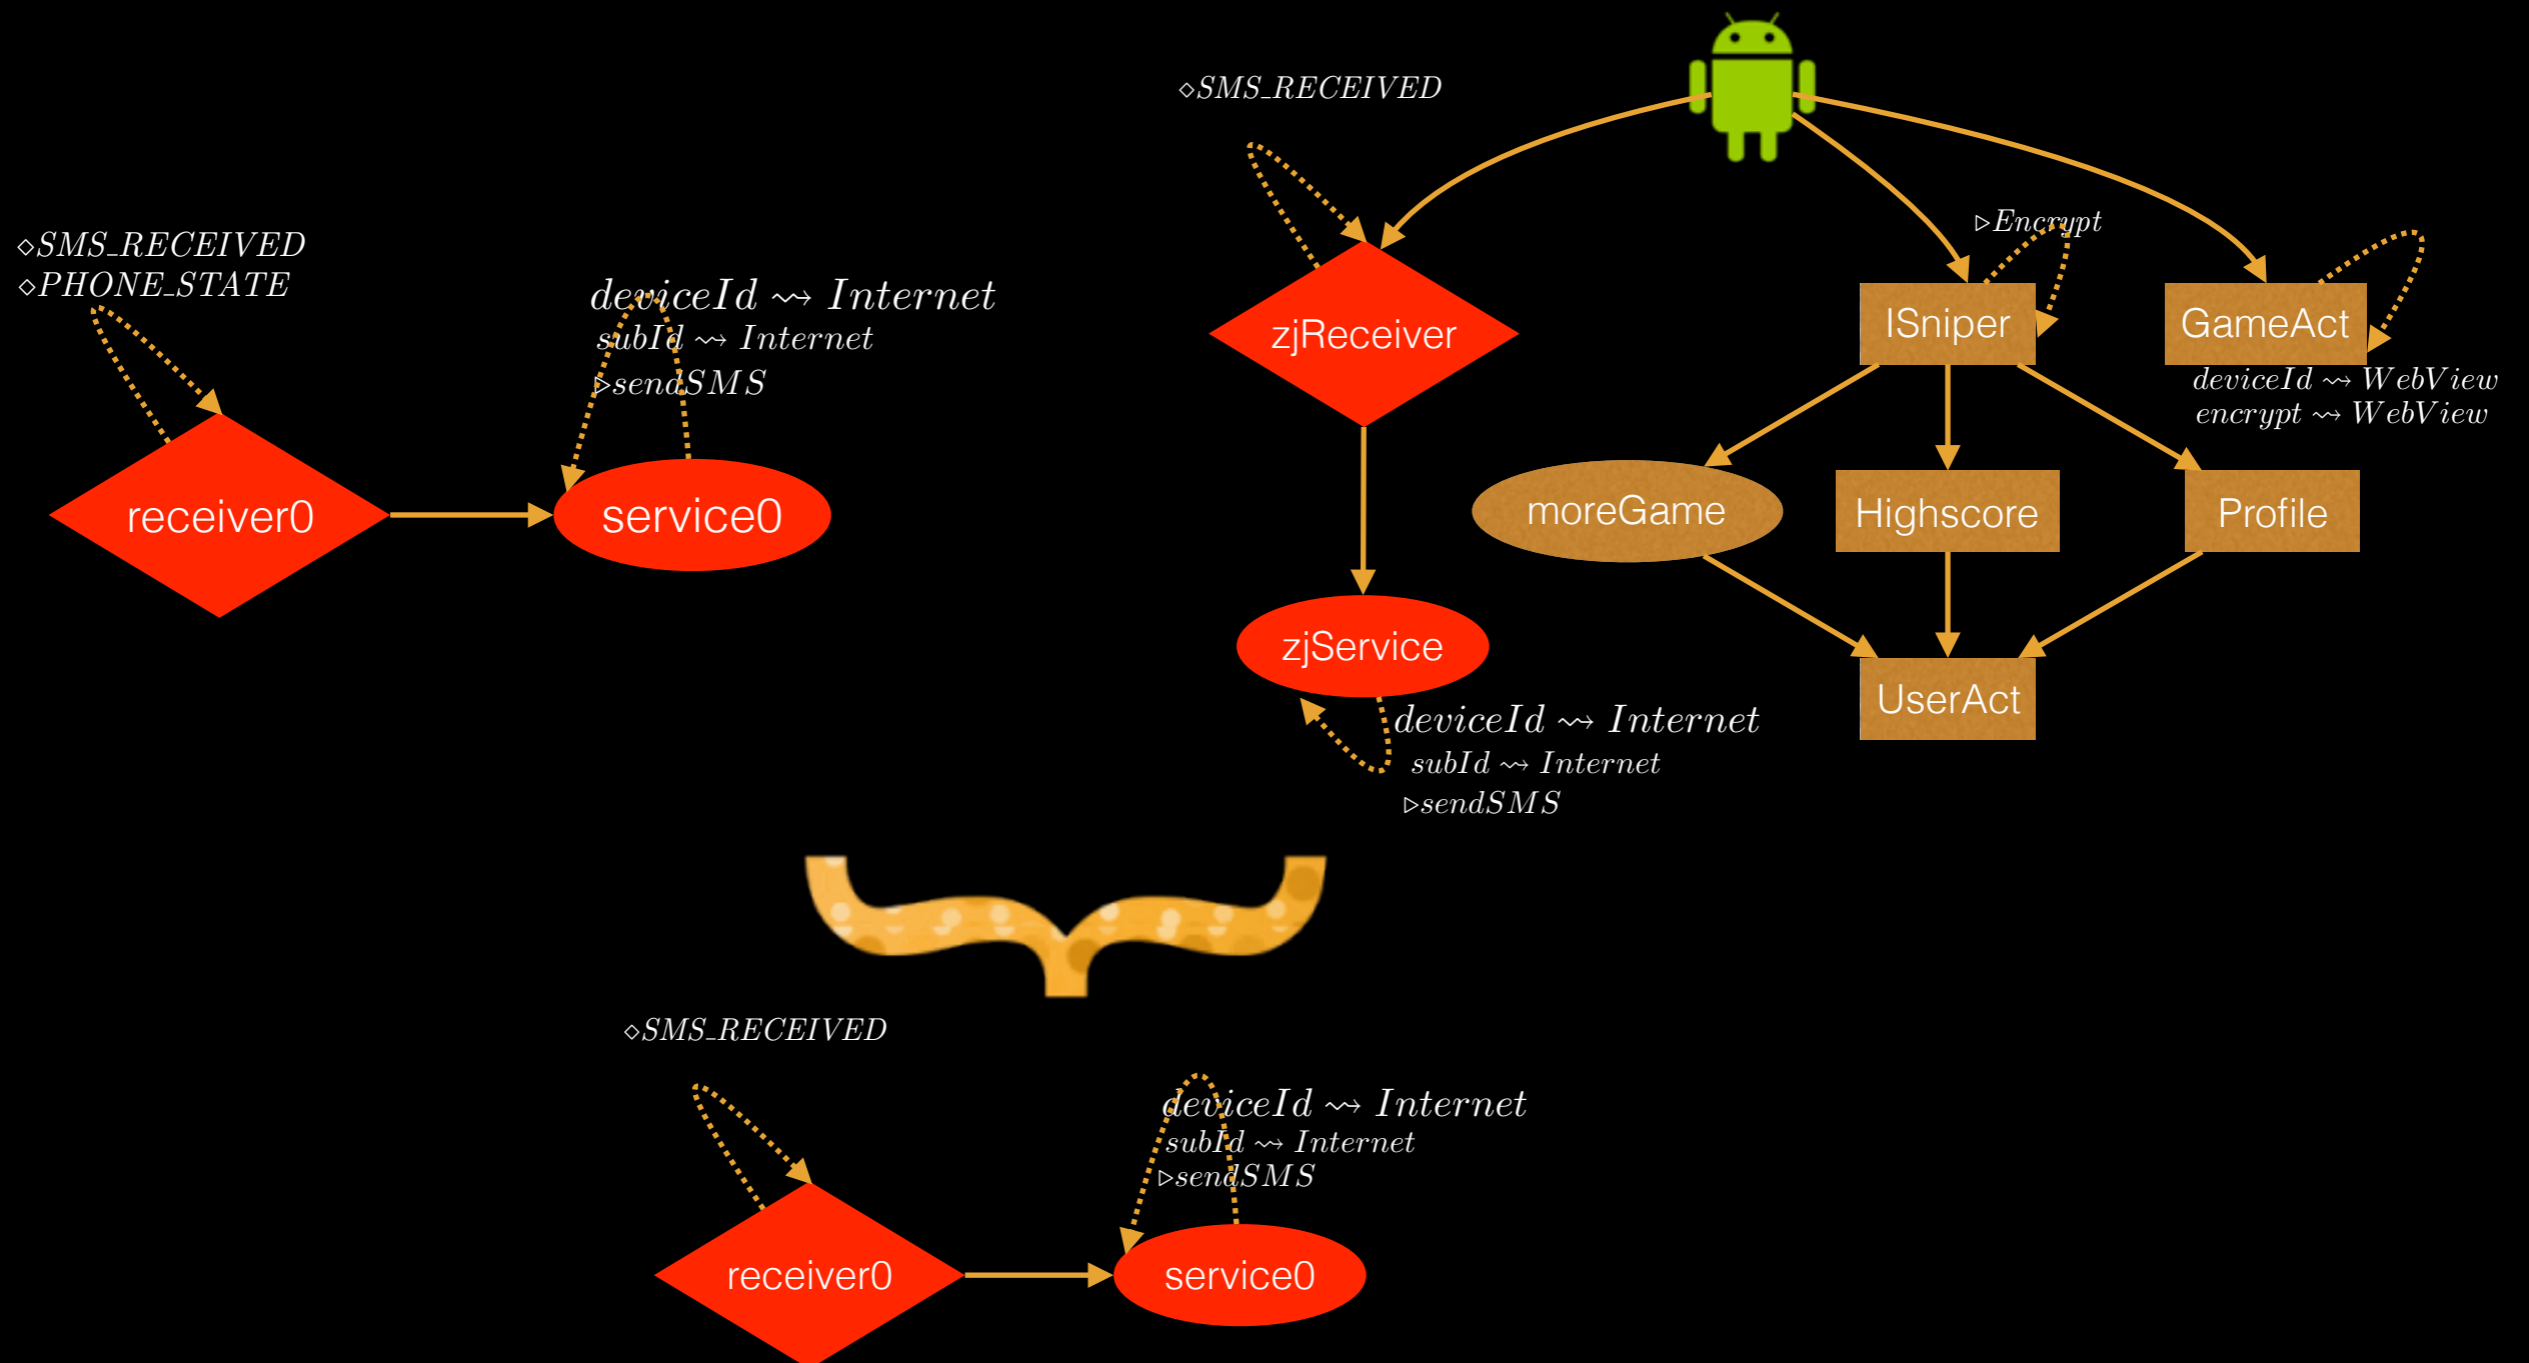 ⋄SMS_RECEIVED
⋄PHONE_STATE
deviceId ⇝ Internet
subId ⇝ Internet
▹sendSMS
receiver0
service0
⋄SMS_RECEIVED
▹Encrypt
zjReceiver
ISniper
GameAct
deviceId ⇝ WebView
encrypt ⇝ WebView
moreGame
Highscore
Profile
zjService
UserAct
deviceId ⇝ Internet
subId ⇝ Internet
▹sendSMS
⋄SMS_RECEIVED
deviceId ⇝ Internet
subId ⇝ Internet
▹sendSMS
receiver0
service0